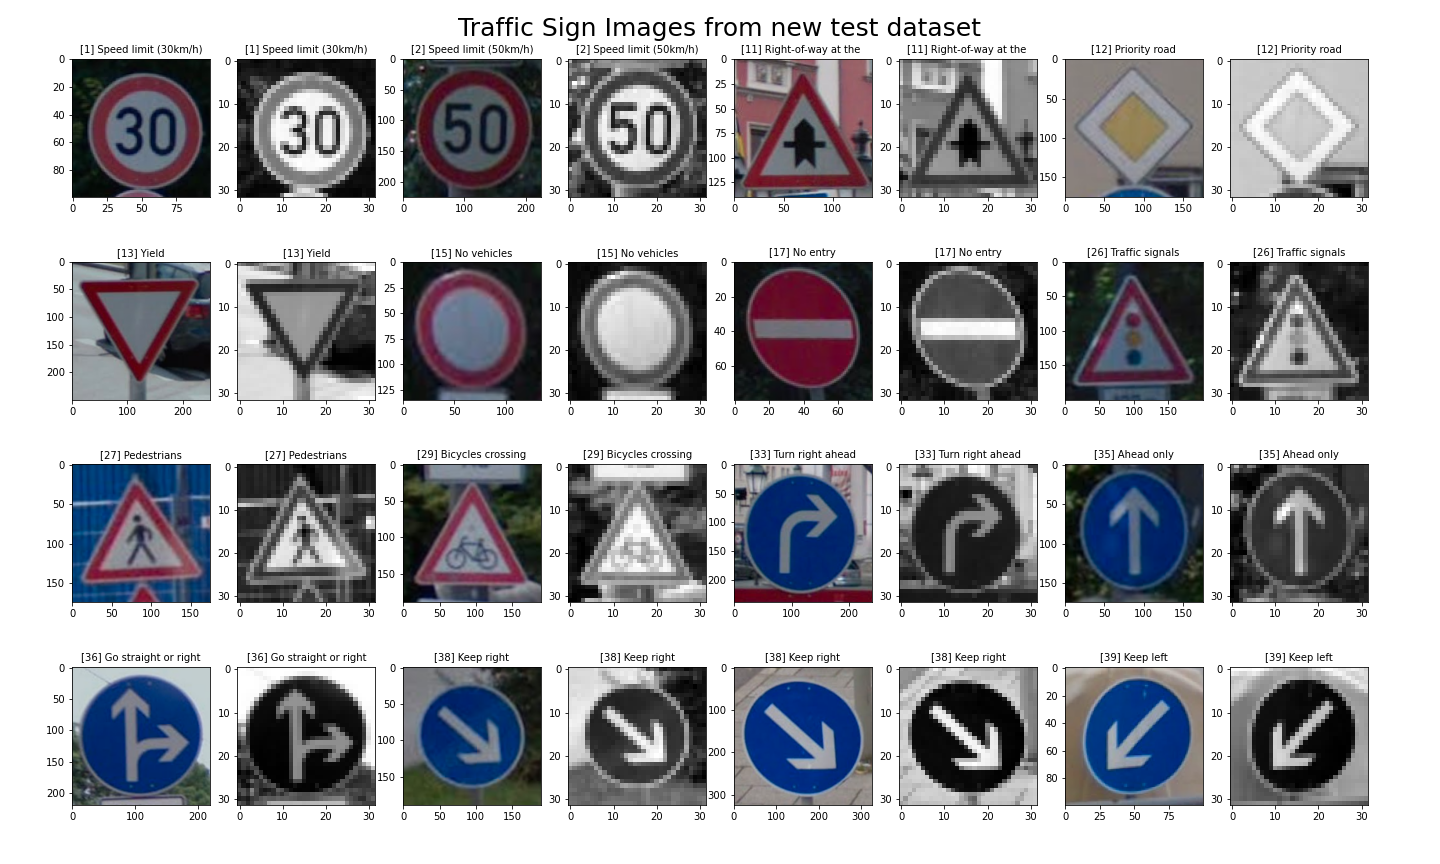 Traffic Sign Images from new test dataset
[1] Speed limit (30km/h)
0
20
40
60
80
0 25 50 75
[1] Speed limit (30km/h)
0
10
20
30
0 10 20 30
[2] Speed limit (50km/h)
0
50
100
150
200
0 100 200
50
[2] Speed limit (50km/h)
0
10
20
30
0 10 20 30
50
[11] Right-of-way at the
0
25
50
75
100
125
0 50 100
[11] Right-of-way at the
0
10
20
30
0 10 20 30
[12] Priority road
0
50
100
150
0 50 100 150
[12] Priority road
0
10
20
30
0 10 20 30
30
30
[13] Yield
0
50
100
150
200
0 100 200
[13] Yield
0
10
20
30
0 10 20 30
[15] No vehicles
0
25
50
75
100
125
0 50 100
[15] No vehicles
0
10
20
30
0 10 20 30
[17] No entry
0
20
40
60
0 20 40 60
[17] No entry
0
10
20
30
0 10 20 30
[26] Traffic signals
0
50
100
150
0 50 100 150
[26] Traffic signals
0
10
20
30
0 10 20 30
[27] Pedestrians
0
50
100
150
0 50 100 150
[27] Pedestrians
0
10
20
30
0 10 20 30
[29] Bicycles crossing
0
50
100
150
0 50 100 150
[29] Bicycles crossing
0
10
20
30
0 10 20 30
[33] Turn right ahead
0
50
100
150
200
0 100 200
[33] Turn right ahead
0
10
20
30
0 10 20 30
[35] Ahead only
0
50
100
150
0 50 100 150
[35] Ahead only
0
10
20
30
0 10 20 30
[36] Go straight or right
0
50
100
150
200
0 100 200
[36] Go straight or right
0
10
20
30
0 10 20 30
[38] Keep right
0
50
100
150
0 50 100 150
[38] Keep right
0
10
20
30
0 10 20 30
[38] Keep right
0
100
200
300
0 100 200 300
[38] Keep right
0
10
20
30
0 10 20 30
[39] Keep left
0
20
40
60
80
0 25 50 75
[39] Keep left
0
10
20
30
0 10 20 30